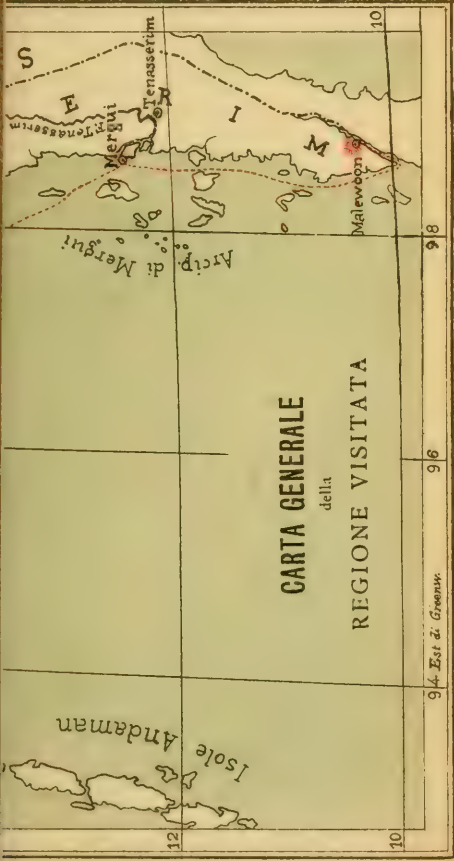 CARTA GENERALE
della
REGIONE VISITATA
S
E
R
I
M
F. Tenasserim
Mergui
Tenasserim
Malewoon
Arcip. di Mergui
Isole Andaman
12
10
10
94 Est di Greenw.
96
98